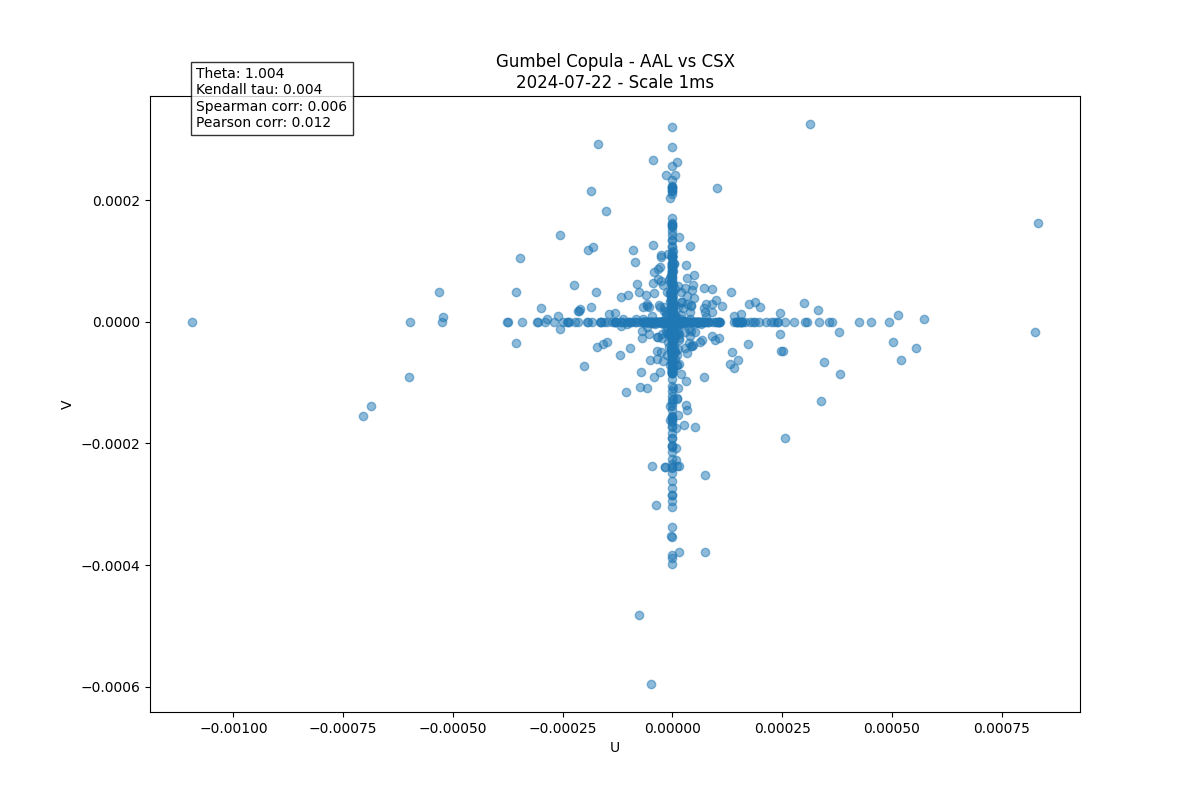 Gumbel Copula - AAL vs CSX
2024-07-22 - Scale 1ms
Theta: 1.004
Kendall tau: 0.004
Spearman corr: 0.006
Pearson corr: 0.012
0.0002
0.0000
−0.0002
−0.0004
−0.0006
V
−0.00100
−0.00075
−0.00050
−0.00025
0.00000
0.00025
0.00050
0.00075
U